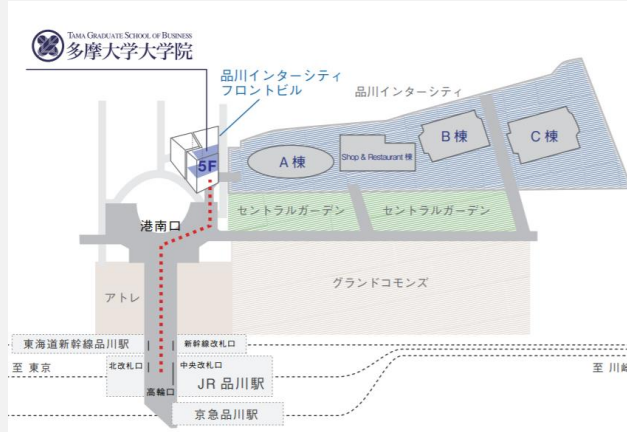 TAMA GRADUATE SCHOOL OF BUSINESS
多摩大学大学院
品川インターシティ
フロントビル
品川インターシティ
5F
A棟
Shop & Restaurant 棟
B棟
C棟
セントラルガーデン
セントラルガーデン
港南口
グランドコモンズ
アトレ
東海道新幹線品川駅
新幹線改札口
至 東京
北改札口
中央改札口
至 川崎
JR 品川駅
高輪口
京急品川駅